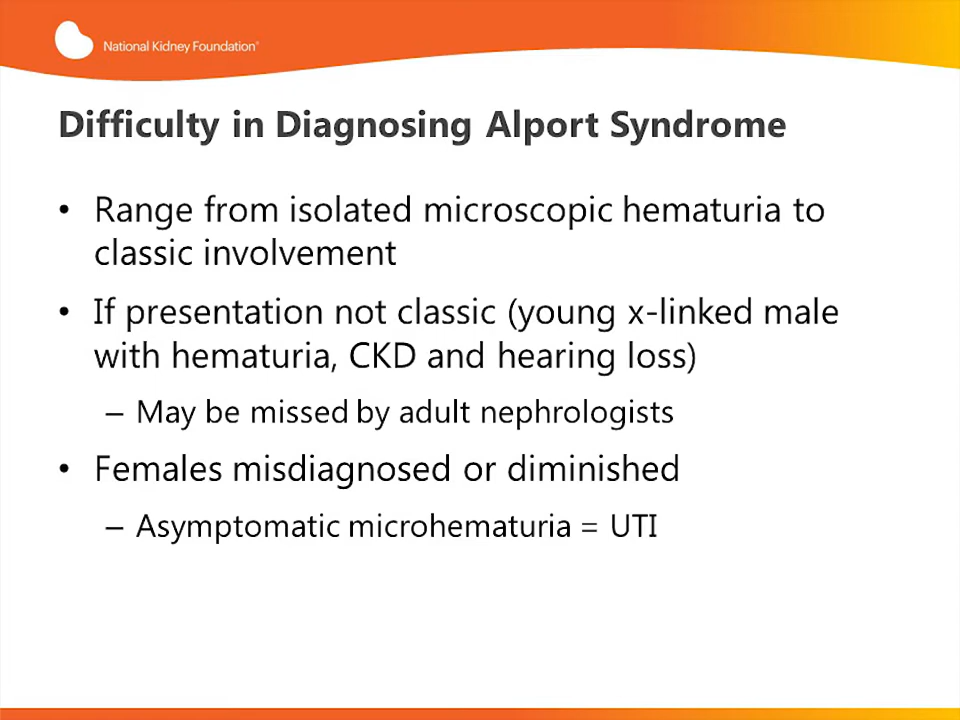 National Kidney Foundation®
Difficulty in Diagnosing Alport Syndrome
• Range from isolated microscopic hematuria to
classic involvement
• If presentation not classic (young x-linked male
with hematuria, CKD and hearing loss)
– May be missed by adult nephrologists
• Females misdiagnosed or diminished
– Asymptomatic microhematuria = UTI